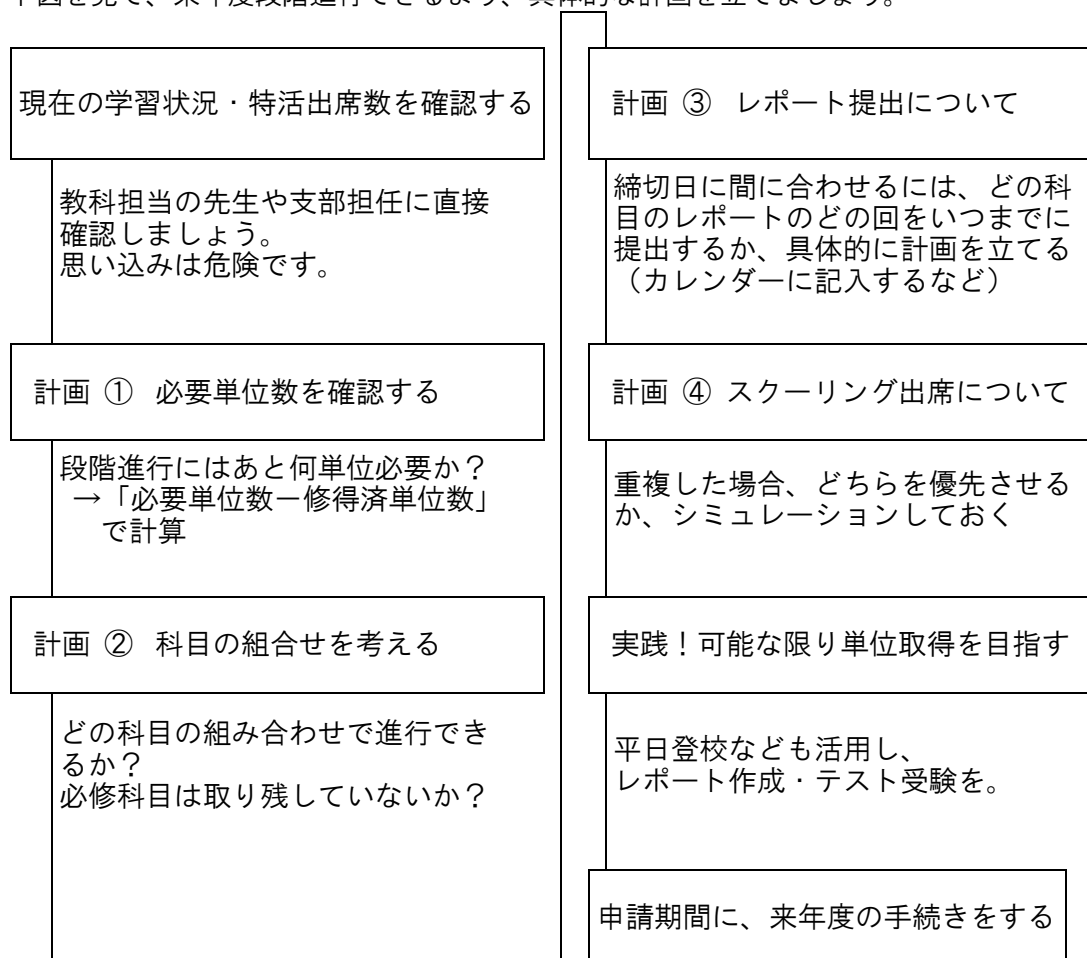 現在の学習状況・特活出席数を確認する
教科担当の先生や支部担任に直接
確認しましょう。
思い込みは危険です。
計画 ① 必要単位数を確認する
段階進行にはあと何単位必要か？
→「必要単位数－修得済単位数」
で計算
計画 ② 科目の組合せを考える
どの科目の組み合わせで進行でき
るか？
必修科目は取り残していないか？
計画 ③ レポート提出について
締切日に間に合わせるには、どの科
目のレポートのどの回をいつまでに
提出するか、具体的に計画を立てる
（カレンダーに記入するなど）
計画 ④ スクーリング出席について
重複した場合、どちらを優先させる
か、シミュレーションしておく
実践！可能な限り単位取得を目指す
平日登校なども活用し、
レポート作成・テスト受験を。
申請期間に、来年度の手続きをする